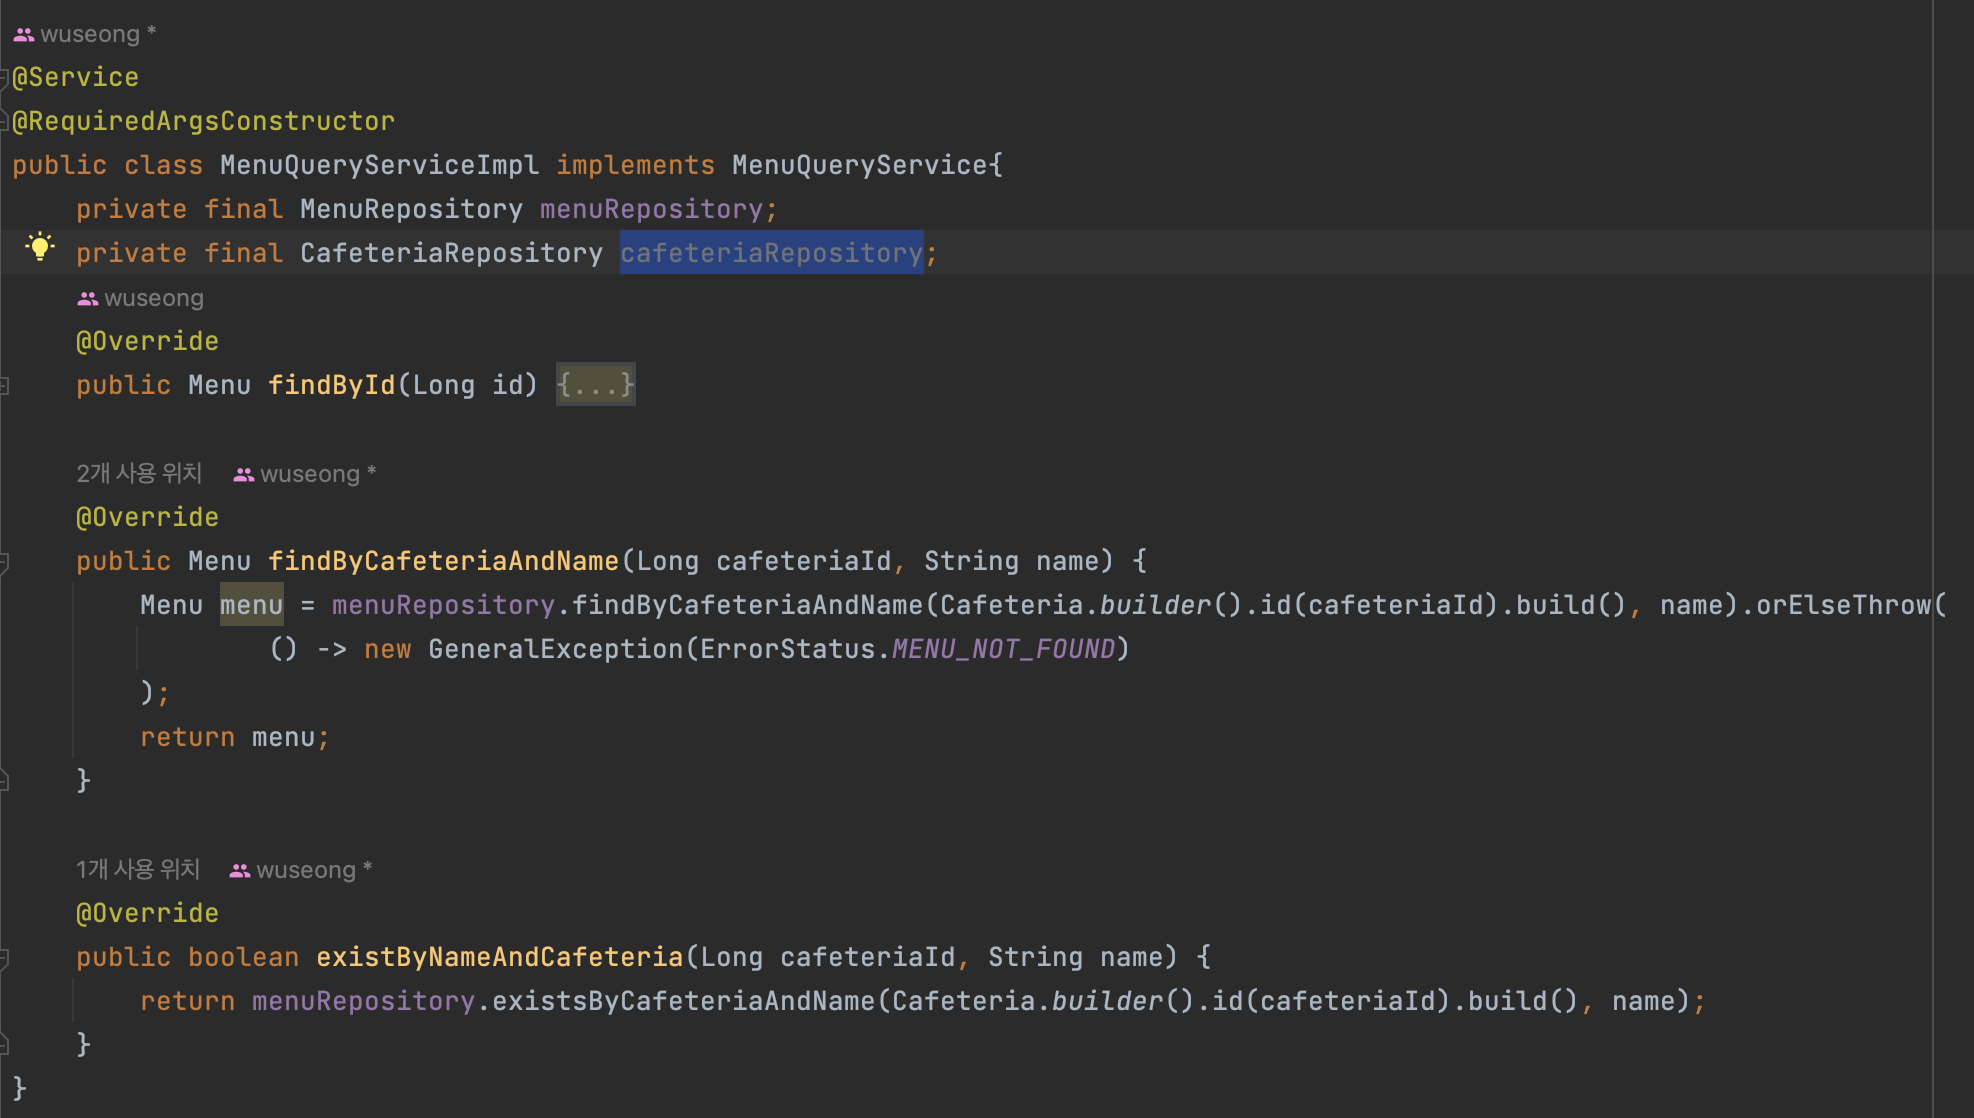 wuseong *
@Service
@RequiredArgsConstructor
public class MenuQueryServiceImpl implements MenuQueryService{
    private final MenuRepository menuRepository;
    private final CafeteriaRepository cafeteriaRepository;
    wuseong
    @Override
    public Menu findById(Long id) {...}
    2개 사용 위치 wuseong *
    @Override
    public Menu findByCafeteriaAndName(Long cafeteriaId, String name) {
        Menu menu = menuRepository.findByCafeteriaAndName(Cafeteria.builder().id(cafeteriaId).build(), name).orElseThrow(
                () -> new GeneralException(ErrorStatus.MENU_NOT_FOUND)
        );
        return menu;
    }
    1개 사용 위치 wuseong *
    @Override
    public boolean existByNameAndCafeteria(Long cafeteriaId, String name) {
        return menuRepository.existsByCafeteriaAndName(Cafeteria.builder().id(cafeteriaId).build(), name);
    }
}